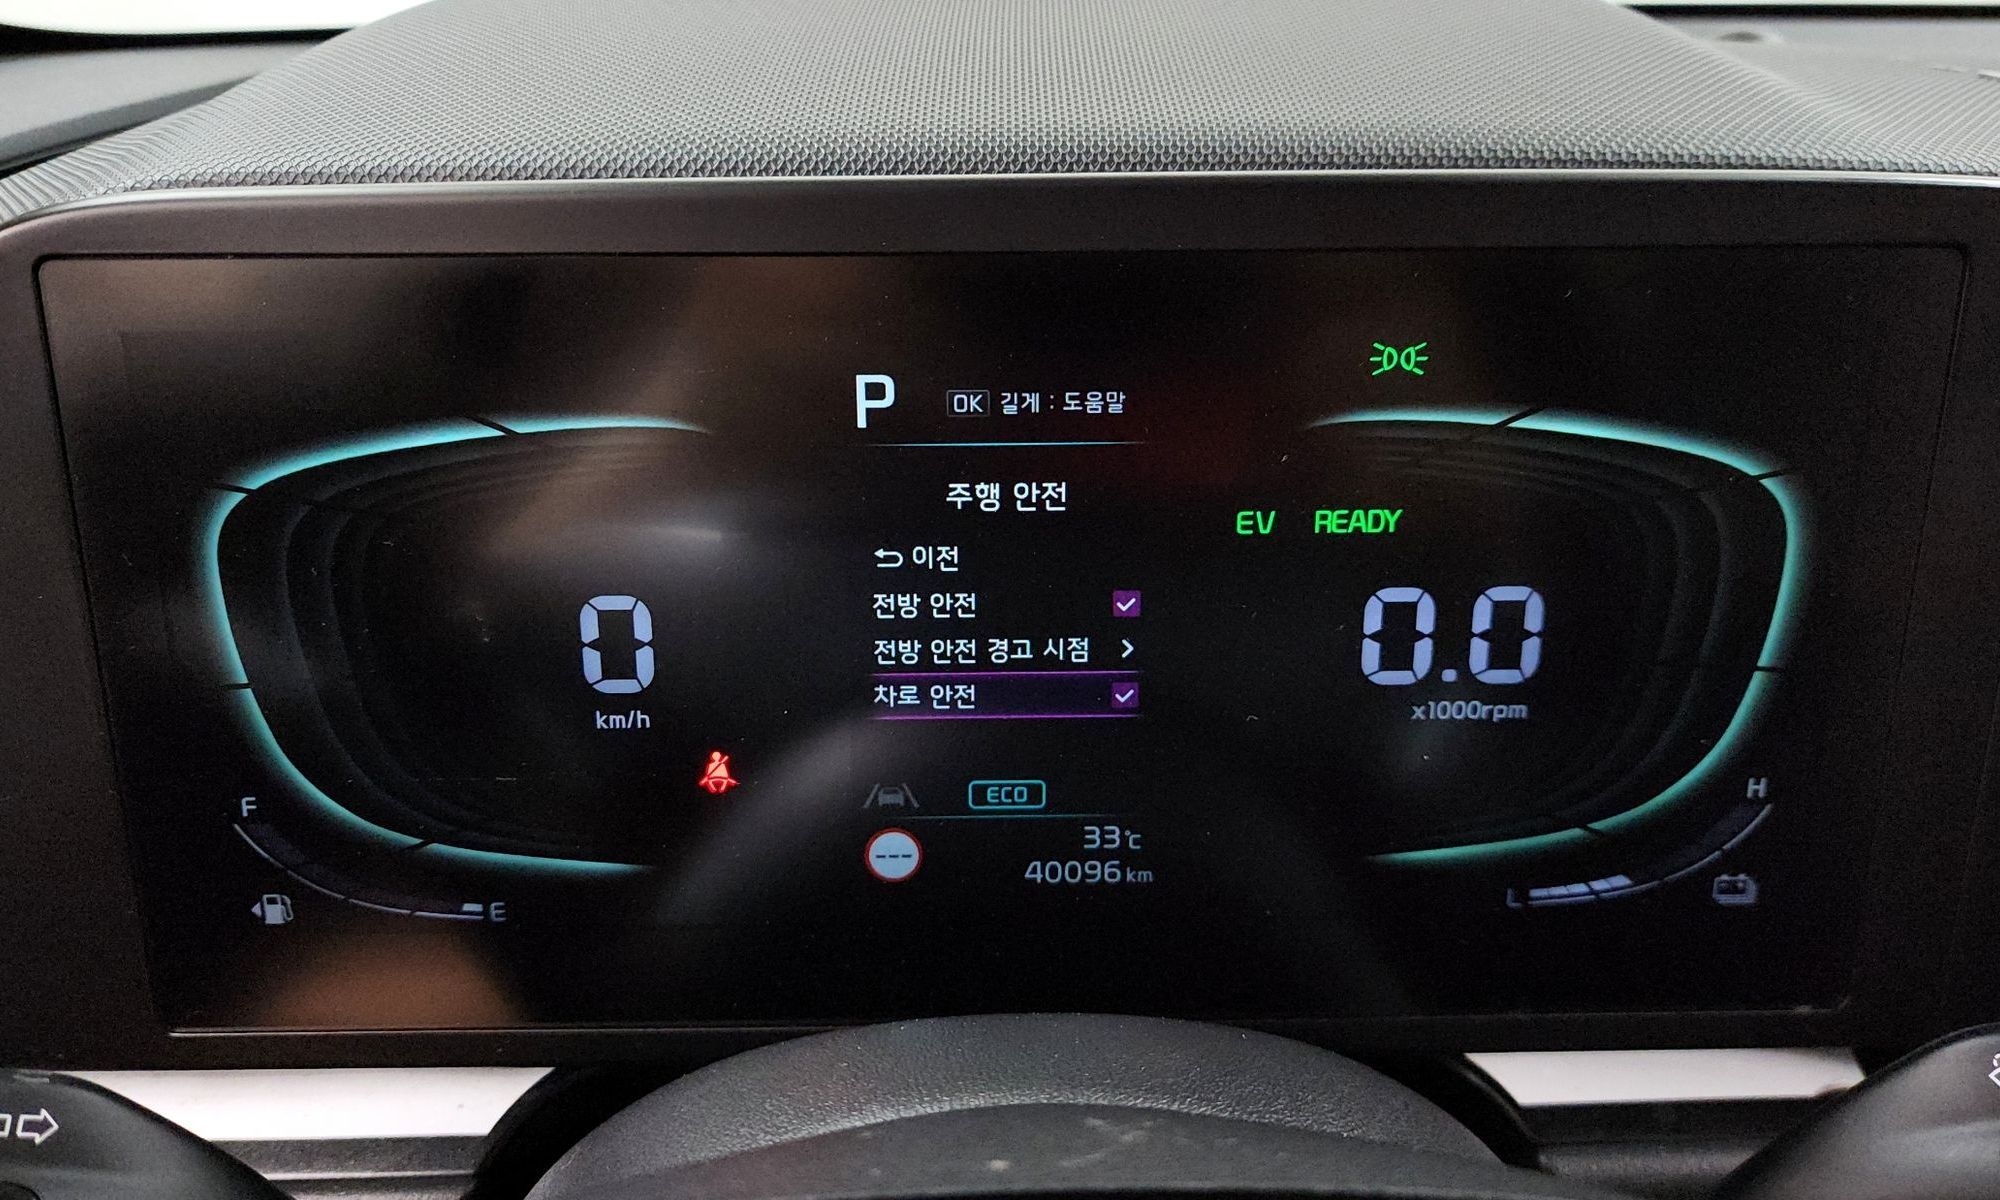 P
OK 길게 : 도움말
주행 안전
이전
전방 안전
전방 안전 경고 시점
차로 안전
EV READY
0
km/h
0.0
x1000rpm
F
E
ECO
---
33℃
40096 km
H
L